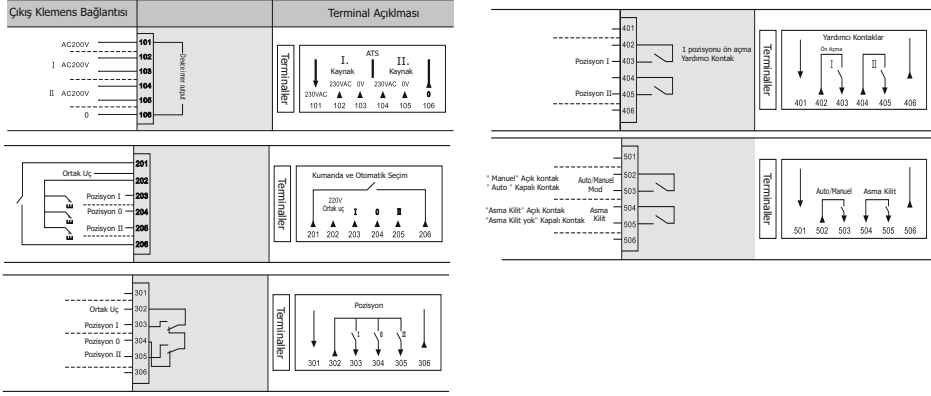 Çıkış Klemens Bağlantısı
Terminal Açıklması
AC200V
I AC200V
II AC200V
0
101
102
103
104
105
106
Terminaller
ATS
I. II.
Kaynak Kaynak
230VAC 0V 230VAC 0V
230VAC 0
101 102 103 104 105 106
Ortak Uç
Pozisyon I
Pozisyon 0
Pozisyon II
201
202
203
204
205
206
Terminaller
Kumanda ve Otomatik Seçim
220V
Ortak uç I 0 II
201 202 203 204 205 206
Ortak Uç
Pozisyon I
Pozisyon 0
Pozisyon II
301
302
303
304
305
306
Terminaller
Pozisyon
I 0 II
301 302 303 304 305 306
Pozisyon I
Pozisyon II
401
402
403
404
405
406
1 pozisyonu ön açma
Yardımcı Kontak
Terminaller
Yardımcı Kontaklar
Ön Açma
I II
401 402 403 404 405 406
" Manuel" Açık kontak
" Auto " Kapalı Kontak
Auto/Manuel
Mod
"Asma Kilit" Açık Kontak
"Asma Kilit yok" Kapalı Kontak
Asma
Kilit
501
502
503
504
505
506
Terminaller
Auto/Manuel Asma Kilit
501 502 503 504 505 506